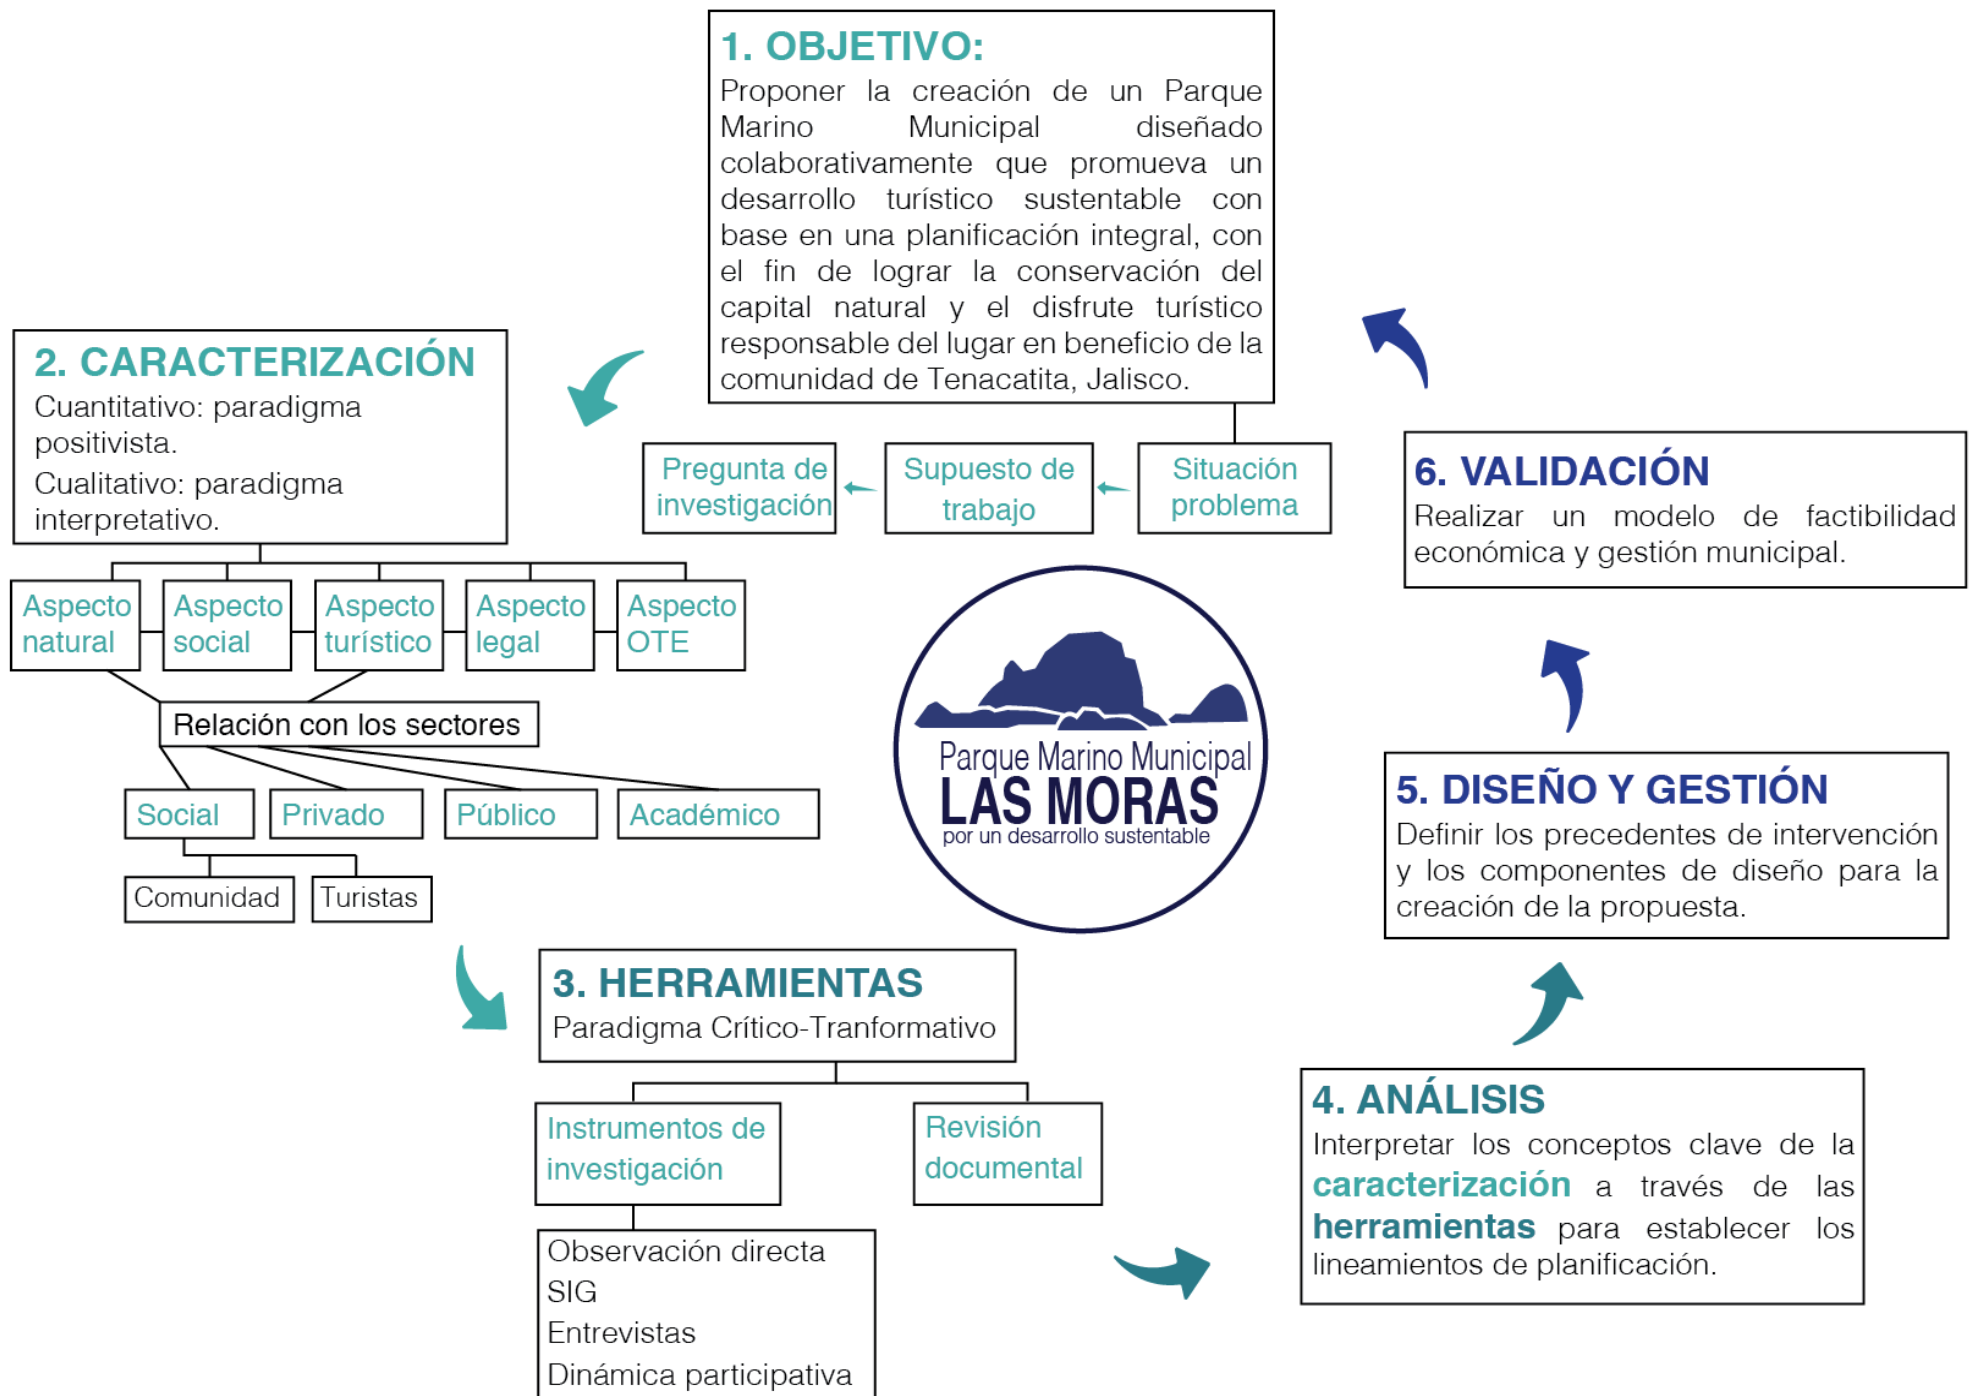 1. OBJETIVO:
Proponer la creación de un Parque
Marino Municipal diseñado
colaborativamente que promueva un
desarrollo turístico sustentable con
base en una planificación integral, con
el fin de lograr la conservación del
capital natural y el disfrute turístico
responsable del lugar en beneficio de la
comunidad de Tenacatita, Jalisco.
Pregunta de
investigación
Supuesto de
trabajo
Situación
problema
2. CARACTERIZACIÓN
Cuantitativo: paradigma
positivista.
Cualitativo: paradigma
interpretativo.
Aspecto
natural
Aspecto
social
Aspecto
turístico
Aspecto
legal
Aspecto
OTE
Relación con los sectores
Social
Privado
Público
Académico
Comunidad
Turistas
Parque Marino Municipal
LAS MORAS
por un desarrollo sustentable
3. HERRAMIENTAS
Paradigma Crítico-Tranformativo
Instrumentos de
investigación
Revisión
documental
Observación directa
SIG
Entrevistas
Dinámica participativa
4. ANÁLISIS
Interpretar los conceptos clave de la
caracterización a través de las
herramientas para establecer los
lineamientos de planificación.
5. DISEÑO Y GESTIÓN
Definir los precedentes de intervención
y los componentes de diseño para la
creación de la propuesta.
6. VALIDACIÓN
Realizar un modelo de factibilidad
económica y gestión municipal.